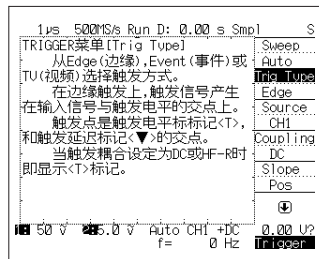 1㎲ 500MS/s Run D: 0.00 s Smpl S
TRIGGER菜单[Trig Type]
从Edge(边缘),Event(事件)或
TV(视频)选择触发方式。
在边缘触发上,触发信号产生
在输入信号与触发电平的交点上。
触发点是触发电平标标记<T>,
和触发延迟标记<▼>的交点。
当触发耦合设定为DC或HF-R时
即显示<T>标记。
Sweep
Auto
Trig Type
Edge
Source
CH1
Coupling
DC
Slope
Pos
50 V 5.0 V Auto CH1 +DC 0.00 V?
f= 0 Hz Trigger